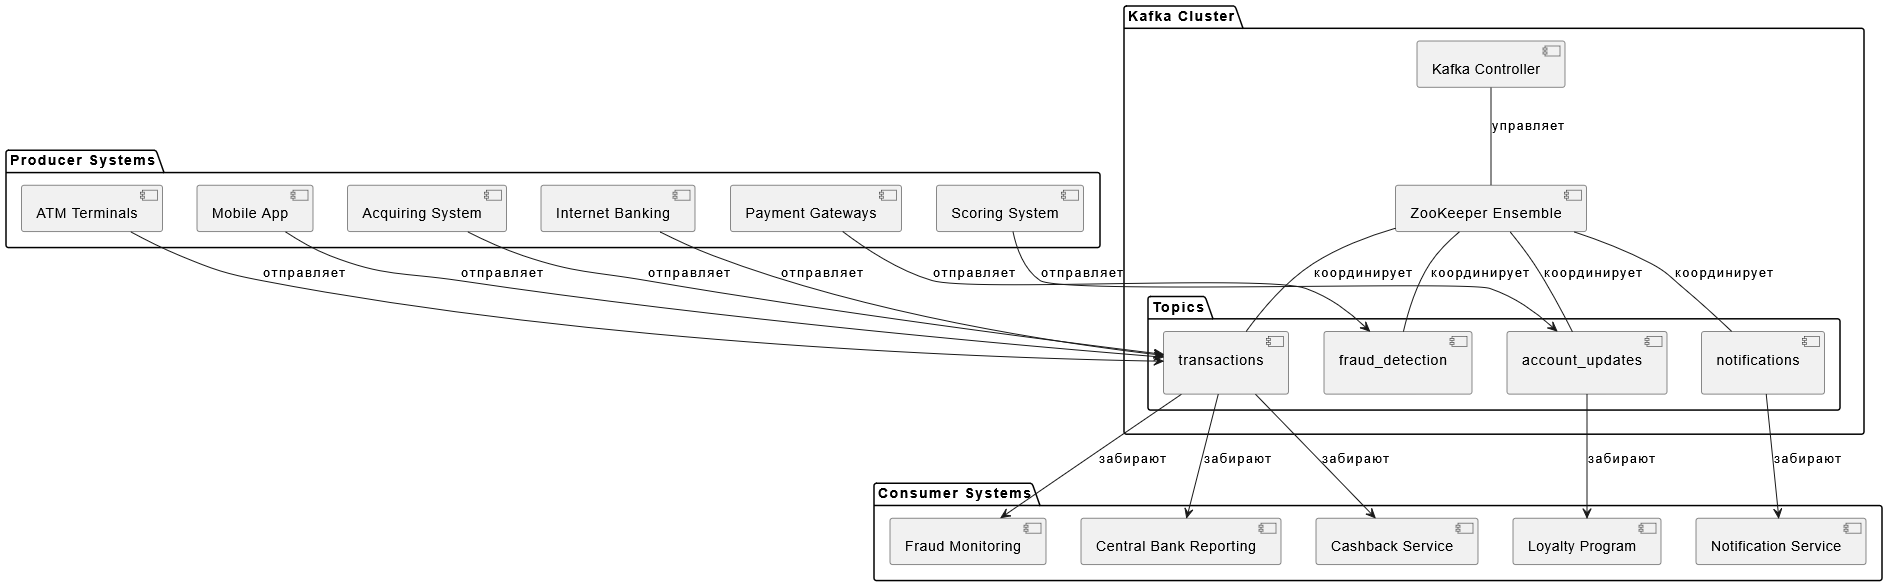 Kafka Cluster
Kafka Controller
управляет
Producer Systems
ATM Terminals
Mobile App
Acquiring System
Internet Banking
Payment Gateways
Scoring System
ZooKeeper Ensemble
отправляет
отправляет
отправляет
отправляет
отправляет
отправляет
координирует
координирует
координирует
координирует
Topics
transactions
fraud_detection
account_updates
notifications
забирают
забирают
забирают
забирают
забирают
Consumer Systems
Fraud Monitoring
Central Bank Reporting
Cashback Service
Loyalty Program
Notification Service